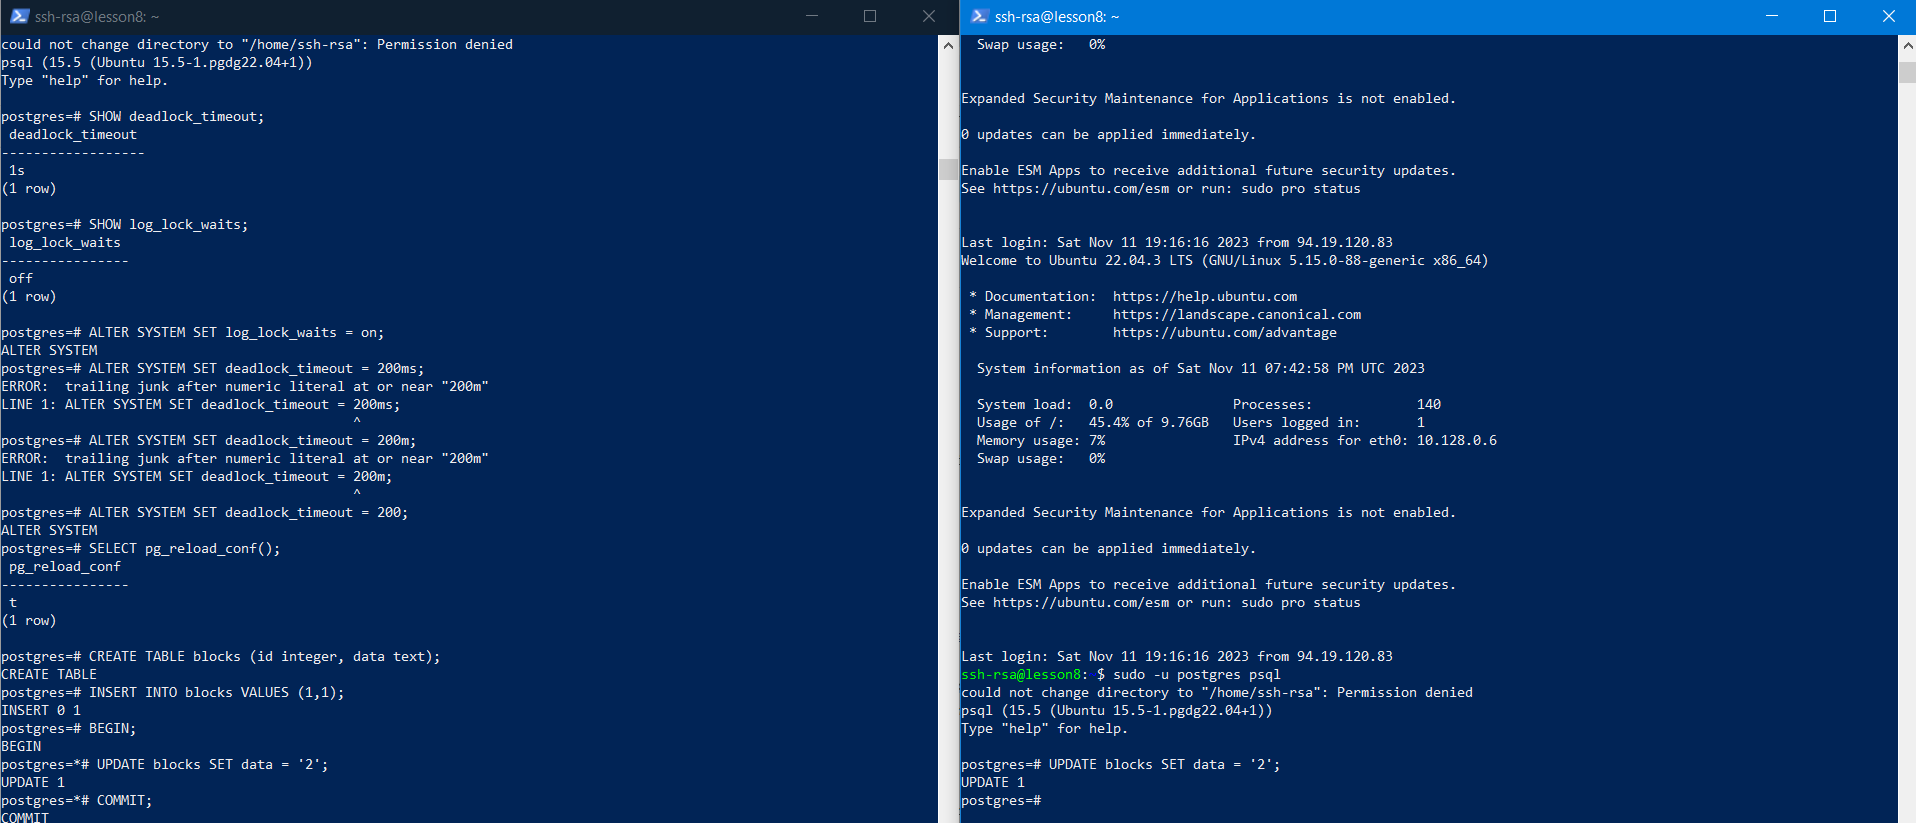 ssh-rsa@lesson8: ~
could not change directory to "/home/ssh-rsa": Permission denied
psql (15.5 (Ubuntu 15.5-1.pgdg22.04+1))
Type "help" for help.
postgres=# SHOW deadlock_timeout;
 deadlock_timeout
------------------
 1s
(1 row)
postgres=# SHOW log_lock_waits;
 log_lock_waits
----------------
 off
(1 row)
postgres=# ALTER SYSTEM SET log_lock_waits = on;
ALTER SYSTEM
postgres=# ALTER SYSTEM SET deadlock_timeout = 200ms;
ERROR:  trailing junk after numeric literal at or near "200m"
LINE 1: ALTER SYSTEM SET deadlock_timeout = 200ms;
                                            ^
postgres=# ALTER SYSTEM SET deadlock_timeout = 200m;
ERROR:  trailing junk after numeric literal at or near "200m"
LINE 1: ALTER SYSTEM SET deadlock_timeout = 200m;
                                            ^
postgres=# ALTER SYSTEM SET deadlock_timeout = 200;
ALTER SYSTEM
postgres=# SELECT pg_reload_conf();
 pg_reload_conf
----------------
 t
(1 row)
postgres=# CREATE TABLE blocks (id integer, data text);
CREATE TABLE
postgres=# INSERT INTO blocks VALUES (1,1);
INSERT 0 1
postgres=# BEGIN;
BEGIN
postgres=*# UPDATE blocks SET data = '2';
UPDATE 1
postgres=*# COMMIT;
COMMIT
ssh-rsa@lesson8: ~
  Swap usage:   0%
Expanded Security Maintenance for Applications is not enabled.
0 updates can be applied immediately.
Enable ESM Apps to receive additional future security updates.
See https://ubuntu.com/esm or run: sudo pro status
Last login: Sat Nov 11 19:16:16 2023 from 94.19.120.83
Welcome to Ubuntu 22.04.3 LTS (GNU/Linux 5.15.0-88-generic x86_64)
 * Documentation:  https://help.ubuntu.com
 * Management:     https://landscape.canonical.com
 * Support:        https://ubuntu.com/advantage
  System information as of Sat Nov 11 07:42:58 PM UTC 2023
  System load:  0.0               Processes:             140
  Usage of /:   45.4% of 9.76GB   Users logged in:       1
  Memory usage: 7%                IPv4 address for eth0: 10.128.0.6
  Swap usage:   0%
Expanded Security Maintenance for Applications is not enabled.
0 updates can be applied immediately.
Enable ESM Apps to receive additional future security updates.
See https://ubuntu.com/esm or run: sudo pro status
Last login: Sat Nov 11 19:16:16 2023 from 94.19.120.83
ssh-rsa@lesson8: $ sudo -u postgres psql
could not change directory to "/home/ssh-rsa": Permission denied
psql (15.5 (Ubuntu 15.5-1.pgdg22.04+1))
Type "help" for help.
postgres=# UPDATE blocks SET data = '2';
UPDATE 1
postgres=#